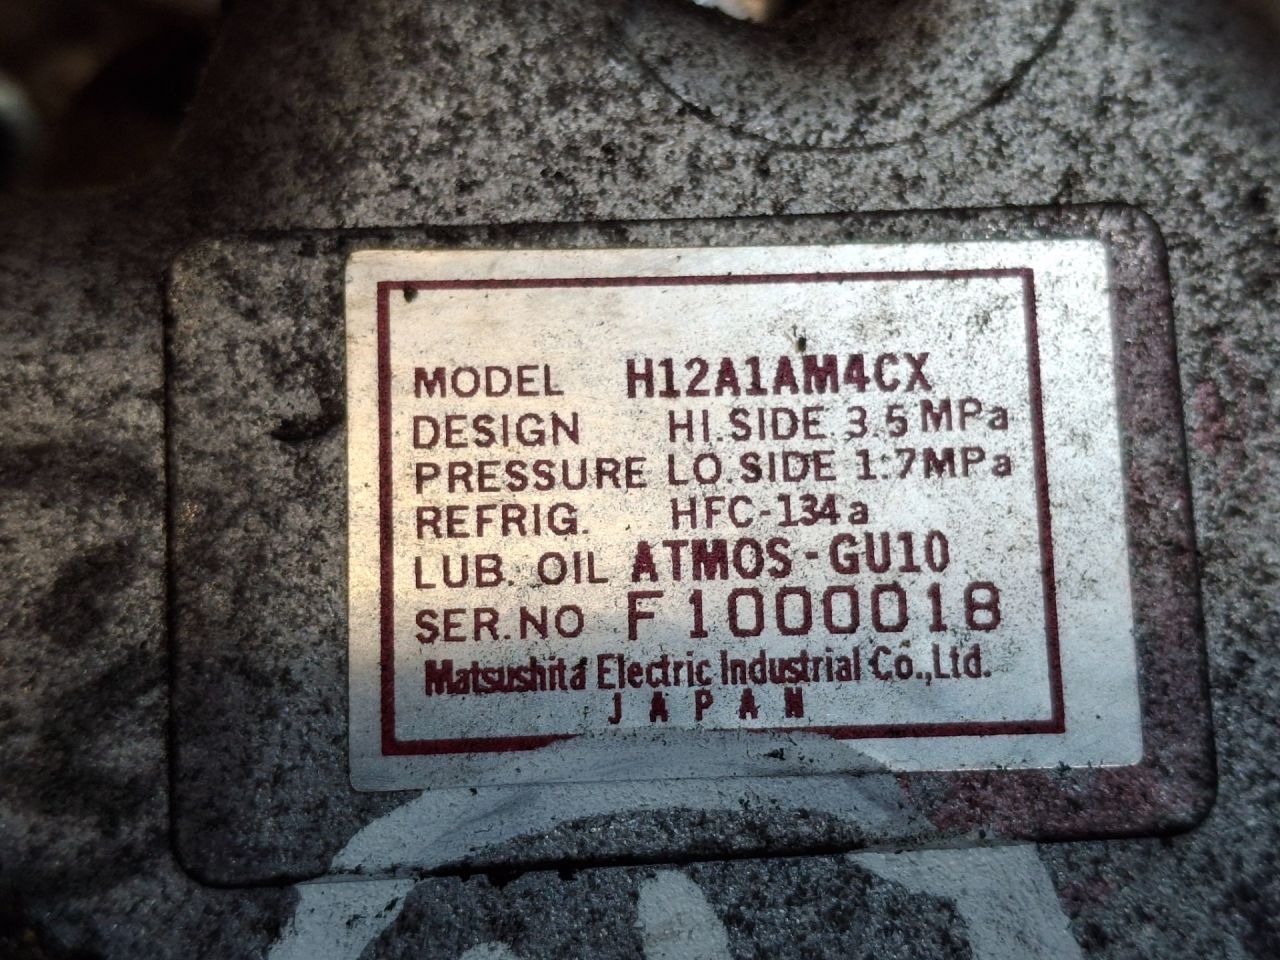 MODEL H12A1AM4CX
DESIGN HI.SIDE 3.5 MPa
PRESSURE LO.SIDE 1.7MPa
REFRIG. HFC-134a
LUB. OIL ATMOS-GU10
SER.NO F1000018
Matsushita Electric Industrial Co.,Ltd.
JAPAN